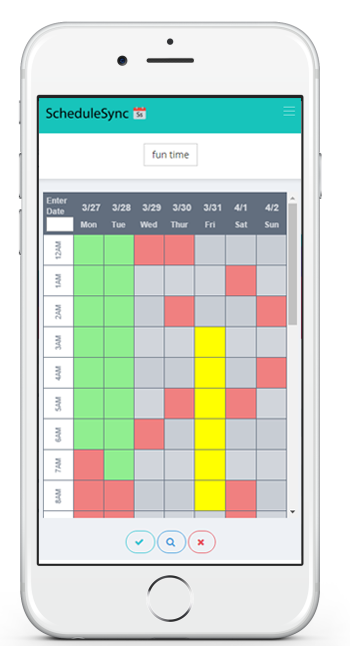 ScheduleSync
fun time
Enter Date 3/27 3/28 3/29 3/30 3/31 4/1 4/2
Mon Tue Wed Thur Fri Sat Sun
12AM
1AM
2AM
3AM
4AM
5AM
6AM
7AM
8AM